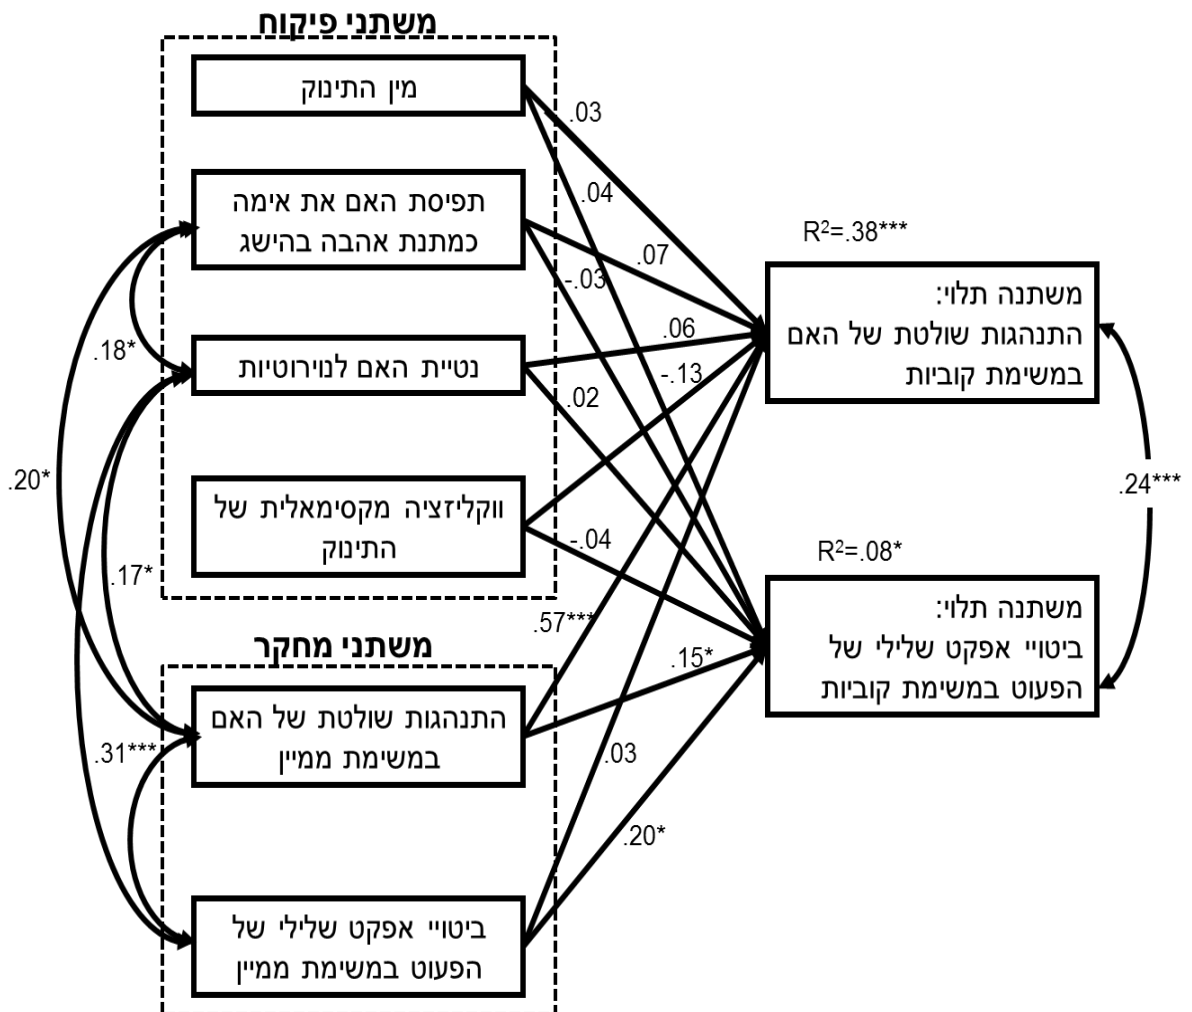 משתני פיקוח
מין התינוק
תפיסת האם את אימה
כמתנת אהבה בהישג
נטיית האם לנוירוטיות
ווקליזציה מקסימאלית של
התינוק
משתני מחקר
התנהגות שולטת של האם
במשימת ממיין
ביטויי אפקט שלילי של
הפעוט במשימת ממיין
.03
.04
.07
-.03
.06
-.13
.02
-.04
.57***
.15*
.03
.20*
.18*
.20*
.17*
.31***
R²=.38***
משתנה תלוי:
התנהגות שולטת של האם
במשימת קוביות
.24***
R²=.08*
משתנה תלוי:
ביטויי אפקט שלילי של
הפעוט במשימת קוביות